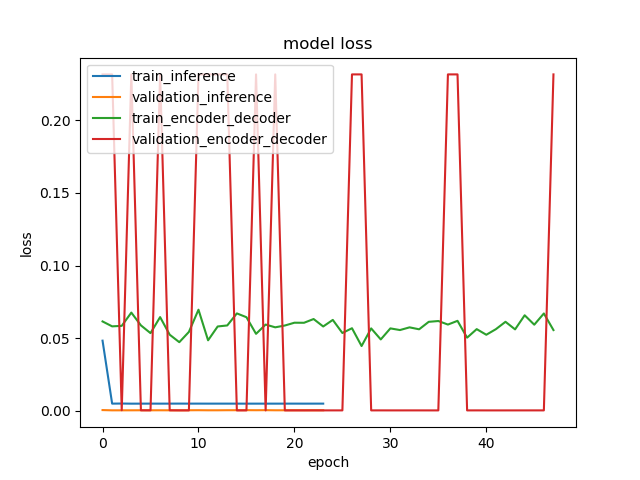 model loss
train_inference
validation_inference
train_encoder_decoder
validation_encoder_decoder
0.20
0.15
0.10
0.05
0.00
loss
0 10 20 30 40
epoch